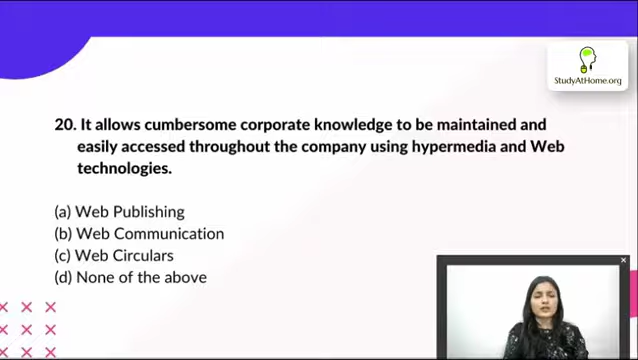 StudyAtHome.org
20. It allows cumbersome corporate knowledge to be maintained and
easily accessed throughout the company using hypermedia and Web
technologies.
(a) Web Publishing
(b) Web Communication
(c) Web Circulars
(d) None of the above